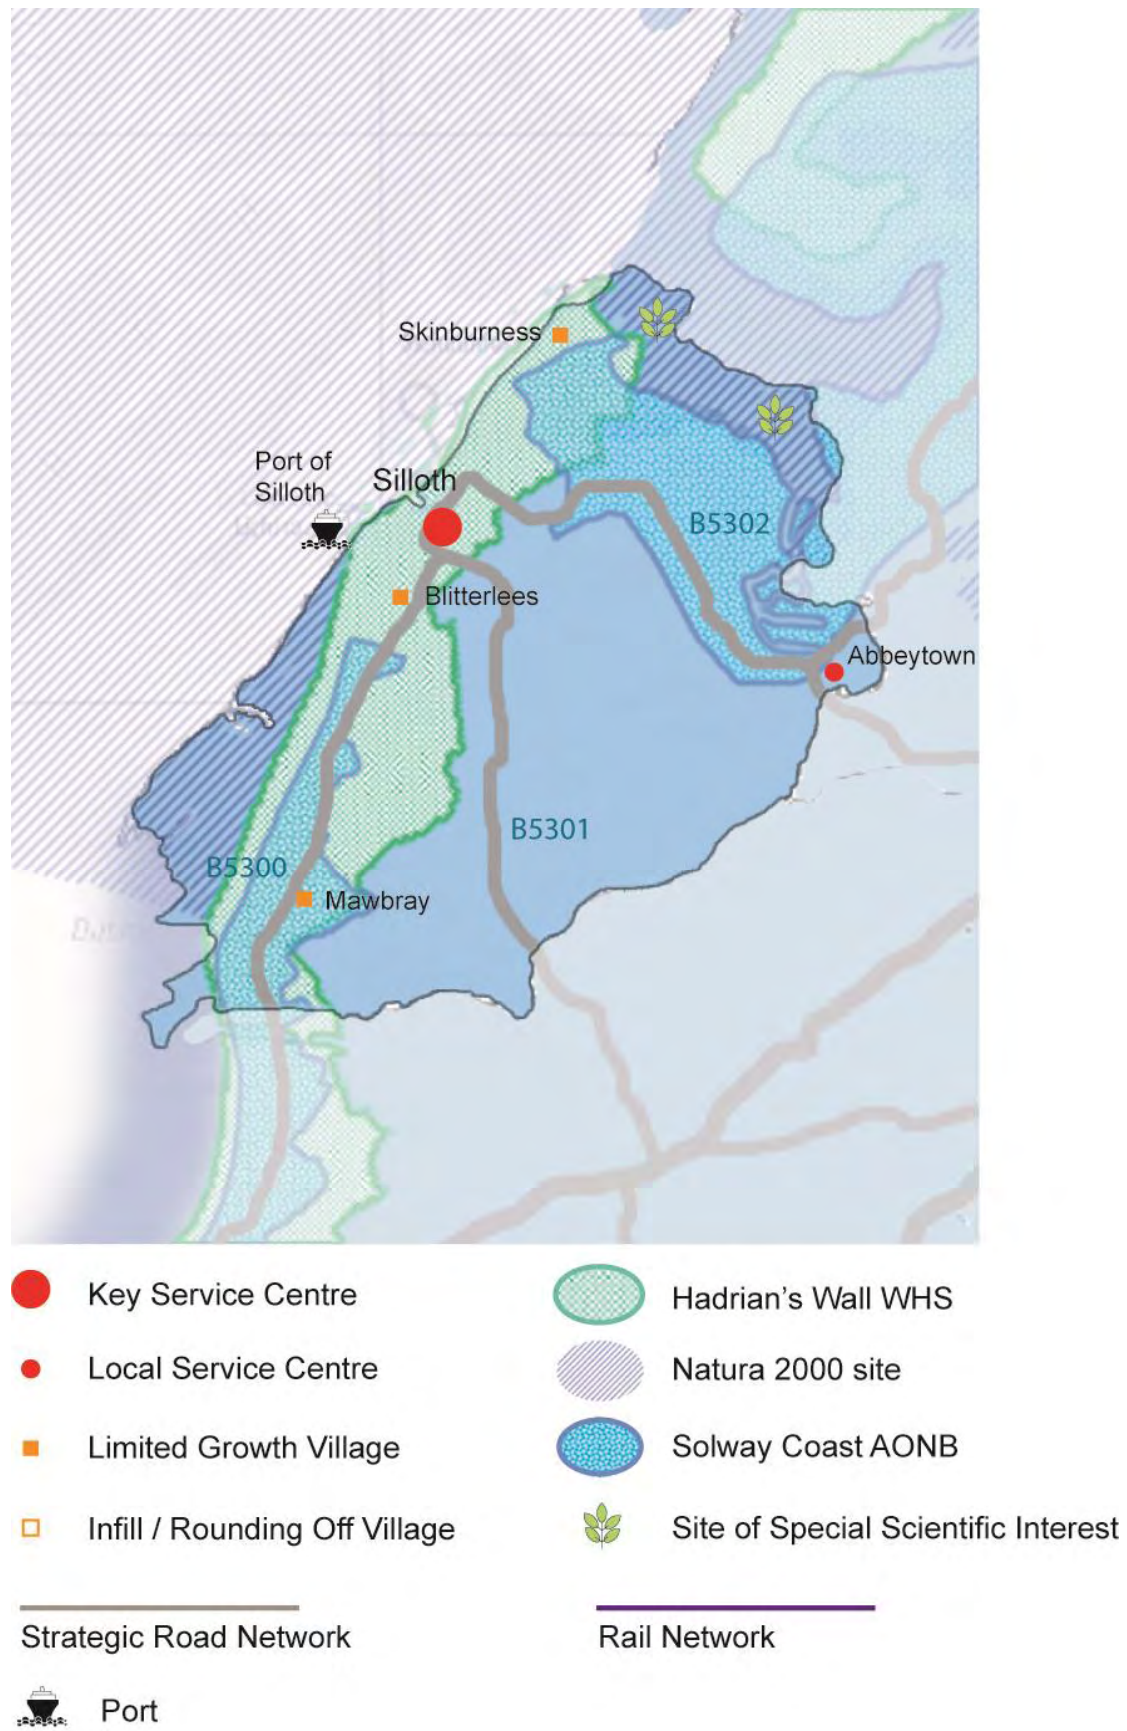 Skinburness
Port of
Silloth
Silloth
B5302
Blitterlees
Abbeytown
B5301
B5300
Mawbray
Key Service Centre
Hadrian's Wall WHS
Local Service Centre
Natura 2000 site
Limited Growth Village
Solway Coast AONB
Infill / Rounding Off Village
Site of Special Scientific Interest
Strategic Road Network
Rail Network
Port